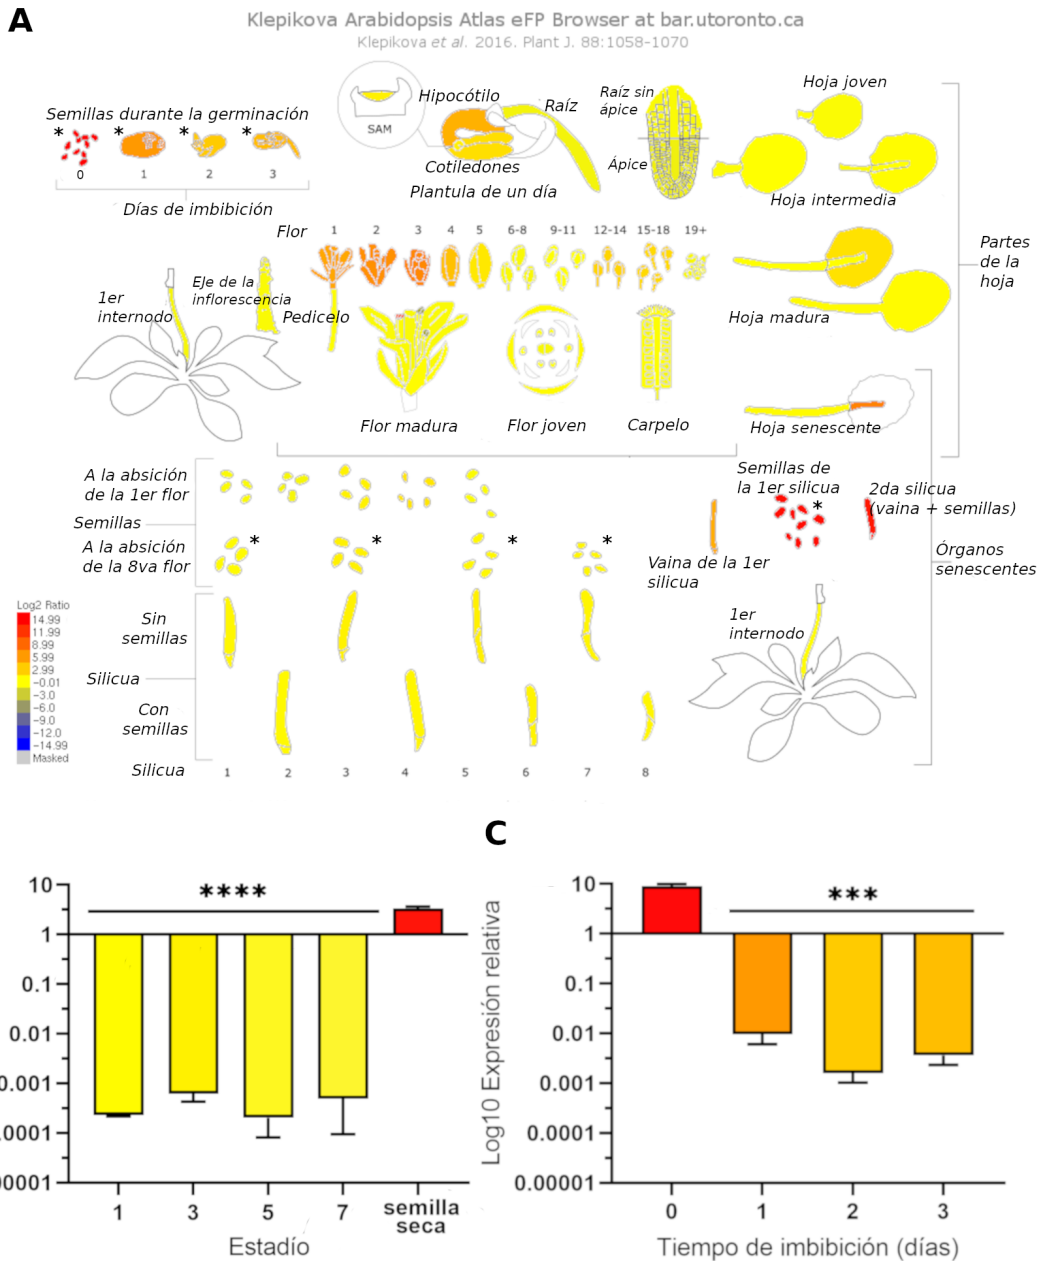 A
Klepikova Arabidopsis Atlas eFP Browser at bar.utoronto.ca
Klepikova et al. 2016. Plant J. 88:1058-1070
Semillas durante la germinación
* * * *
0 1 2 3
Días de imbibición
SAM
Hipocótilo
Raíz
Cotiledones
Plantula de un día
Raíz sin
ápice
Ápice
Hoja joven
Hoja intermedia
Hoja madura
Partes
de la
hoja
Flor 1 2 3 4 5 6-8 9-11 12-14 15-18 19+
1er
internodo
Eje de la
inflorescencia
Pedicelo
Flor madura
Flor joven
Carpelo
Hoja senescente
A la absición
de la 1er flor
Semillas
A la absición
de la 8va flor
* * * *
Semillas de
la 1er silicua
*
2da silicua
(vaina + semillas)
Vaina de la 1er
silicua
Órganos
senescentes
1er
internodo
Sin
semillas
Silicua
Con
semillas
Silicua 1 2 3 4 5 6 7 8
Log2 Ratio
14.99
11.99
8.99
5.99
2.99
-0.01
-3.0
-6.0
-9.0
-12.0
-14.99
Masked
****
10
1
0.1
0.01
0.001
.0001
00001
1 3 5 7 semilla
seca
Estadío
C
***
Log10 Expresión relativa
10
1
0.1
0.01
0.001
0.0001
0.00001
0 1 2 3
Tiempo de imbibición (días)